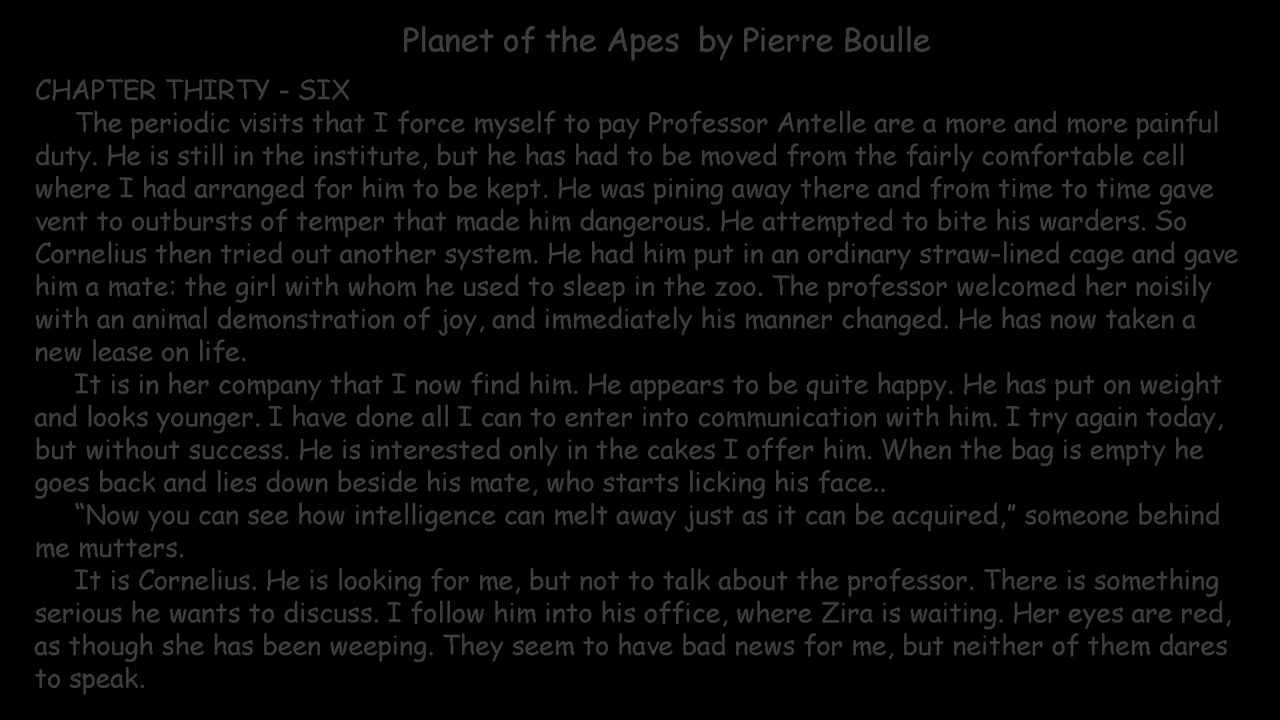 Planet of the Apes  by Pierre Boulle
CHAPTER THIRTY - SIX
The periodic visits that I force myself to pay Professor Antelle are a more and more painful
duty. He is still in the institute, but he has had to be moved from the fairly comfortable cell
where I had arranged for him to be kept. He was pining away there and from time to time gave
vent to outbursts of temper that made him dangerous. He attempted to bite his warders. So
Cornelius then tried out another system. He had him put in an ordinary straw-lined cage and gave
him a mate: the girl with whom he used to sleep in the zoo. The professor welcomed her noisily
with an animal demonstration of joy, and immediately his manner changed. He has now taken a
new lease on life.
It is in her company that I now find him. He appears to be quite happy. He has put on weight
and looks younger. I have done all I can to enter into communication with him. I try again today,
but without success. He is interested only in the cakes I offer him. When the bag is empty he
goes back and lies down beside his mate, who starts licking his face..
“Now you can see how intelligence can melt away just as it can be acquired,” someone behind
me mutters.
It is Cornelius. He is looking for me, but not to talk about the professor. There is something
serious he wants to discuss. I follow him into his office, where Zira is waiting. Her eyes are red,
as though she has been weeping. They seem to have bad news for me, but neither of them dares
to speak.